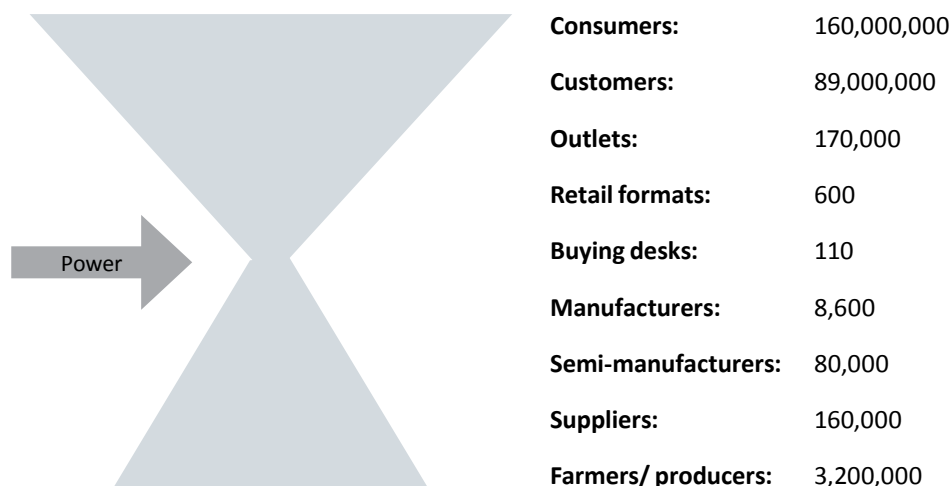 Consumers: 160,000,000
Customers: 89,000,000
Outlets: 170,000
Retail formats: 600
Power
Buying desks: 110
Manufacturers: 8,600
Semi-manufacturers: 80,000
Suppliers: 160,000
Farmers/ producers: 3,200,000